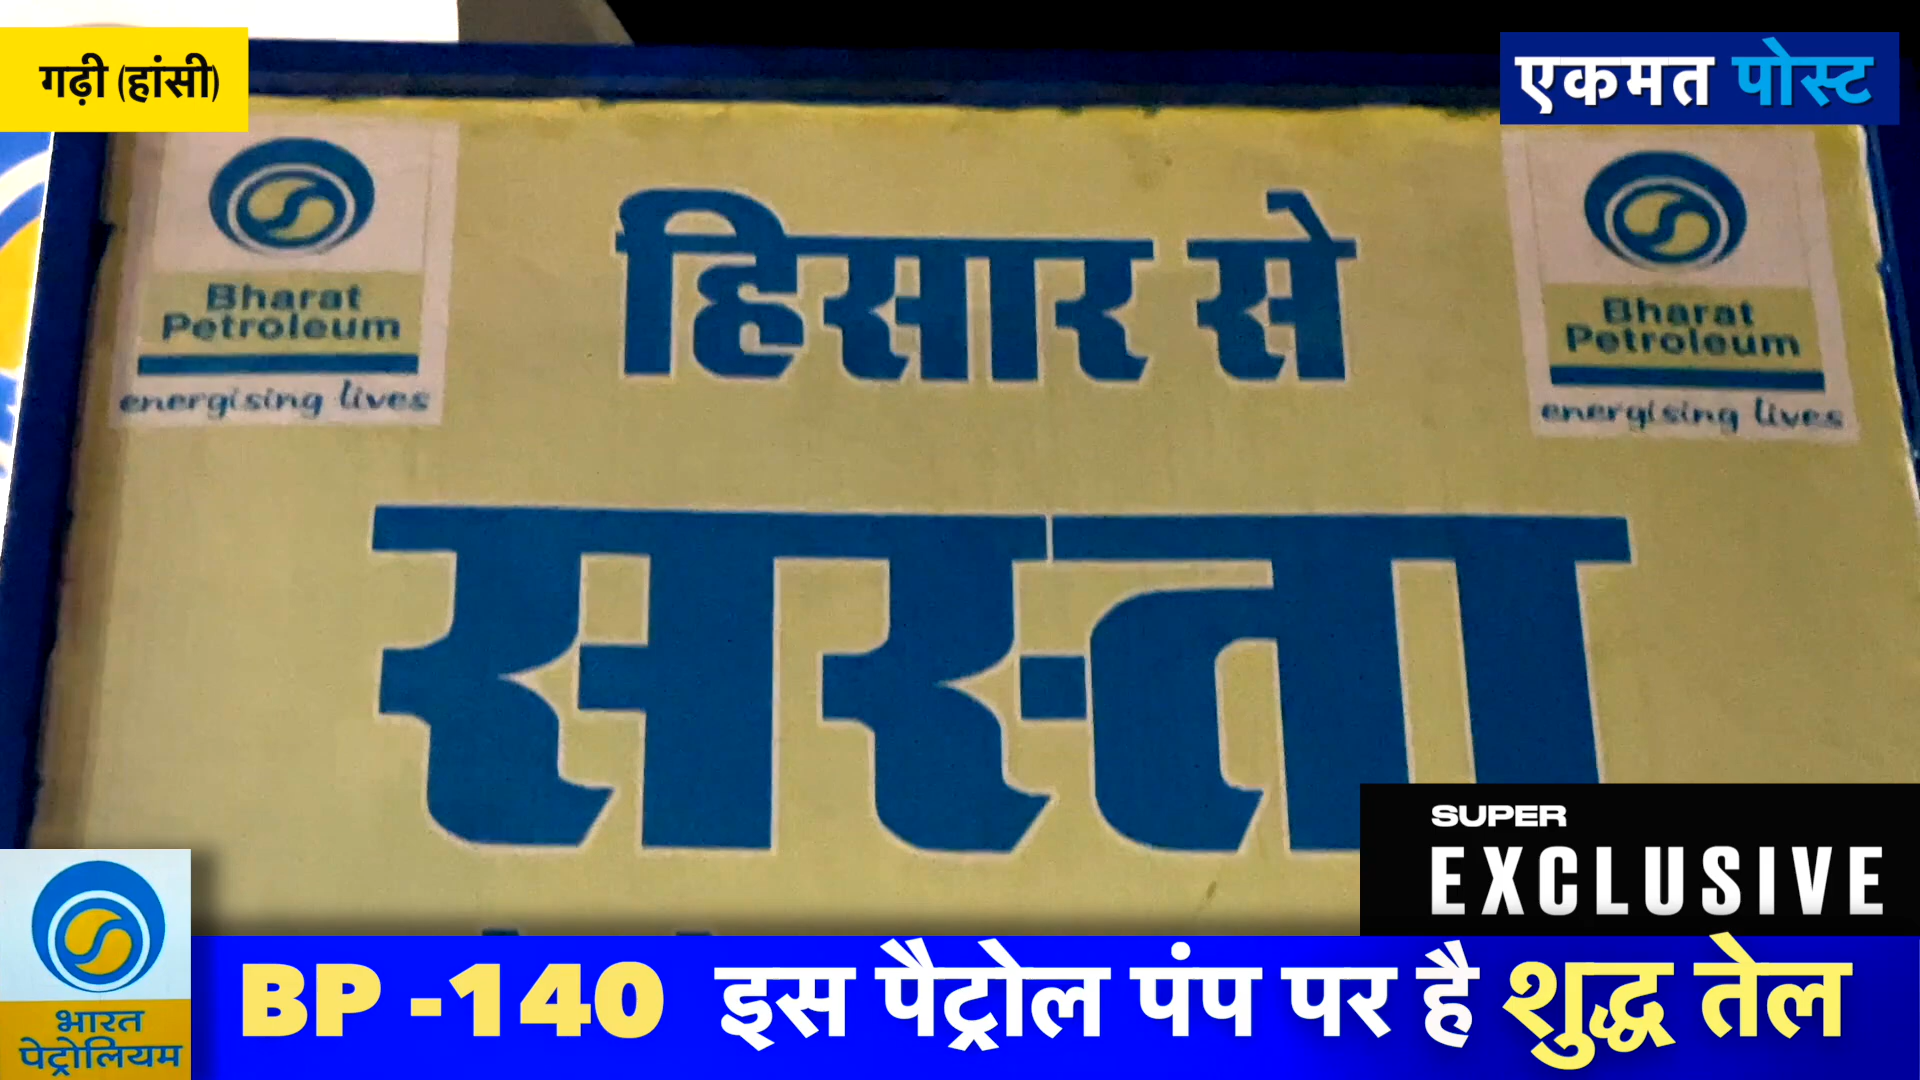 गढ़ी (हांसी)
एकमत पोस्ट
Bharat
Petroleum
energising lives
हिसार से
Bharat
Petroleum
energising lives
सस्ता
SUPER
EXCLUSIVE
भारत
पेट्रोलियम
BP -140 इस पैट्रोल पंप पर है शुद्ध तेल